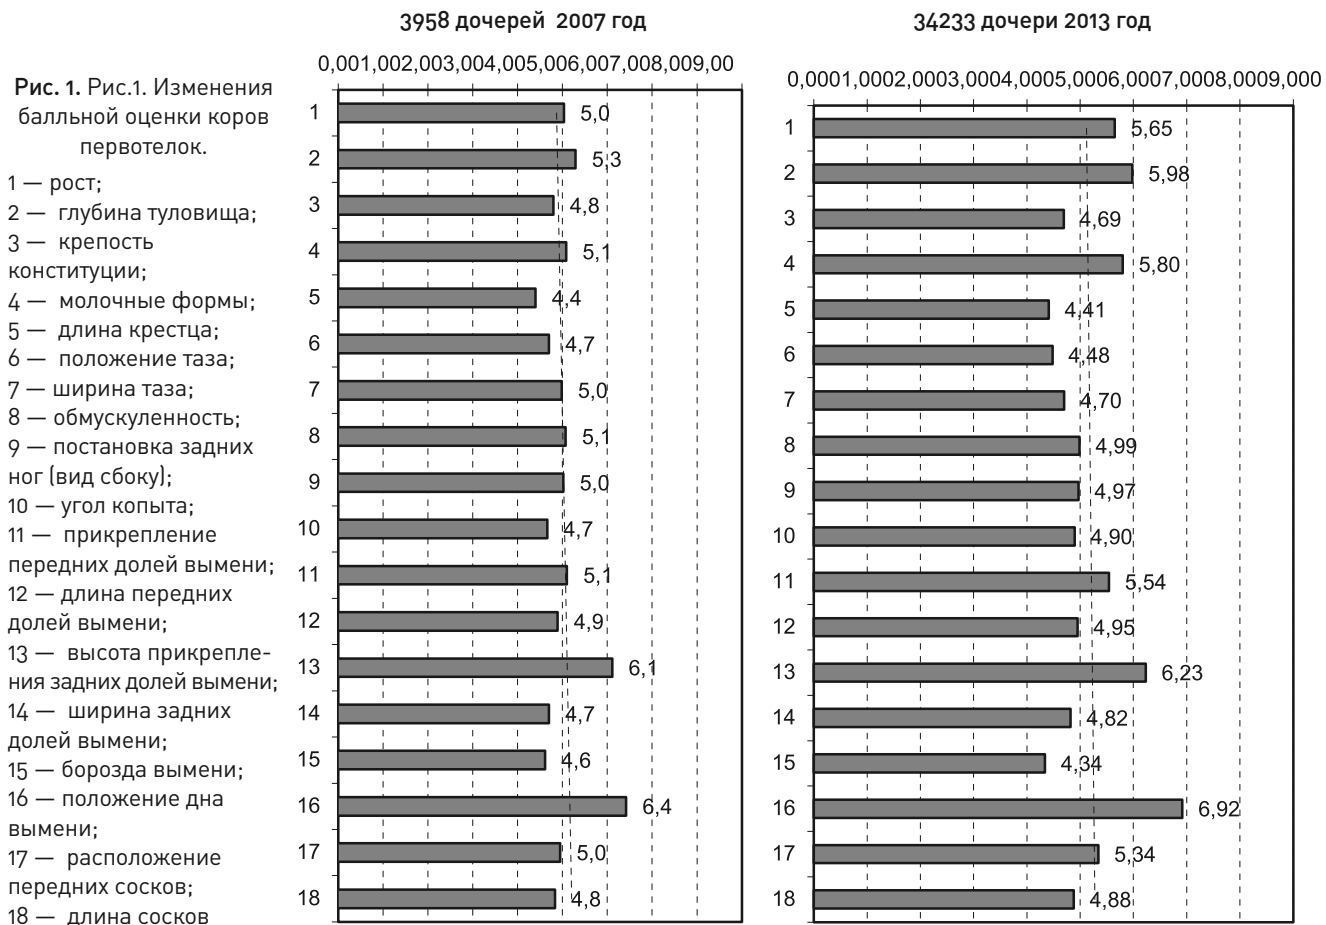 Рис. 1. Рис.1. Изменения
балльной оценки коров
первотелок.
1 — рост;
2 — глубина туловища;
3 — крепость
конституции;
4 — молочные формы;
5 — длина крестца;
6 — положение таза;
7 — ширина таза;
8 — обмускуленность;
9 — постановка задних
ног (вид сбоку);
10 — угол копыта;
11 — прикрепление
передних долей вымени;
12 — длина передних
долей вымени;
13 — высота прикрепле-
ния задних долей вымени;
14 — ширина задних
долей вымени;
15 — борозда вымени;
16 — положение дна
вымени;
17 — расположение
передних сосков;
18 — длина сосков
3958 дочерей 2007 год
0,001,002,003,004,005,006,007,008,009,00
1 5,0
2 5,3
3 4,8
4 5,1
5 4,4
6 4,7
7 5,0
8 5,1
9 5,0
10 4,7
11 5,1
12 4,9
13 6,1
14 4,7
15 4,6
16 6,4
17 5,0
18 4,8
34233 дочери 2013 год
0,0001,0002,0003,0004,0005,0006,0007,0008,0009,000
1 5,65
2 5,98
3 4,69
4 5,80
5 4,41
6 4,48
7 4,70
8 4,99
9 4,97
10 4,90
11 5,54
12 4,95
13 6,23
14 4,82
15 4,34
16 6,92
17 5,34
18 4,88